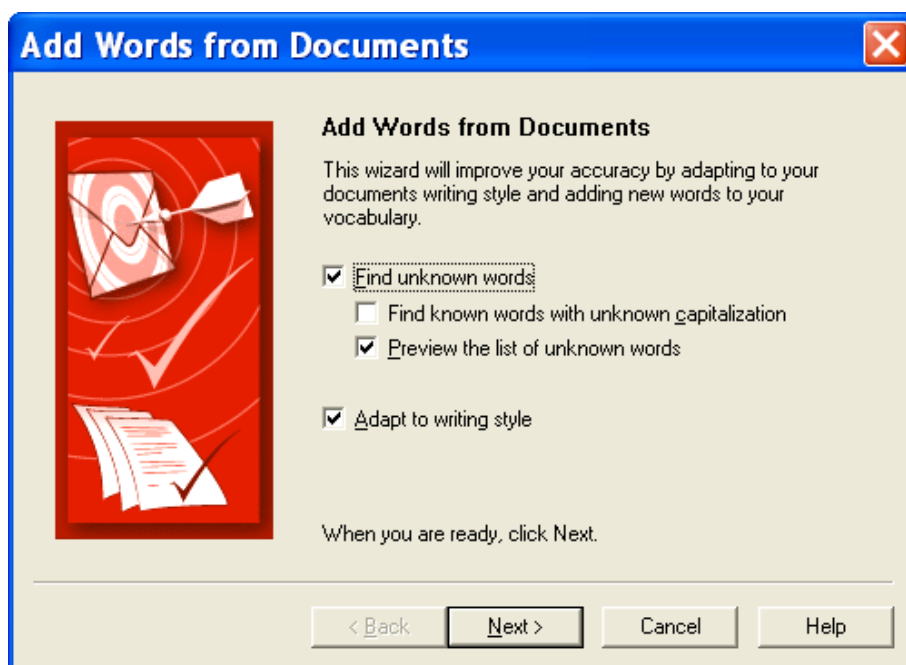 Add Words from Documents
Add Words from Documents
This wizard will improve your accuracy by adapting to your
documents writing style and adding new words to your
vocabulary.
Find unknown words
Find known words with unknown capitalization
Preview the list of unknown words
Adapt to writing style
When you are ready, click Next.
< Back
Next >
Cancel
Help